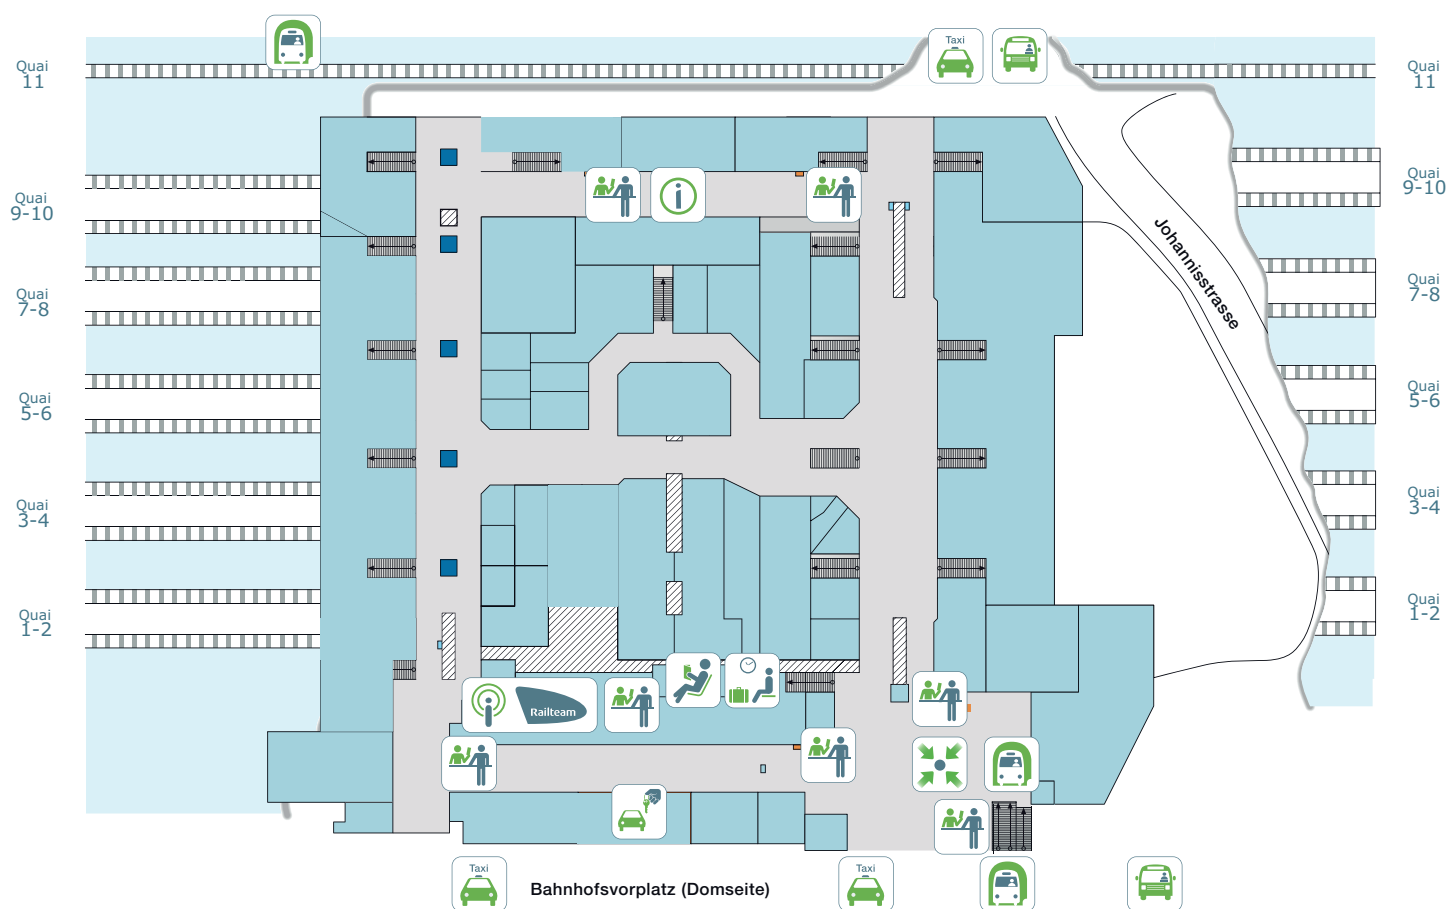 Taxi
Quai
11
Quai
11
Quai
9-10
Quai
9-10
Johannisstrasse
Quai
7-8
Quai
7-8
Quai
5-6
Quai
5-6
Quai
3-4
Quai
3-4
Quai
1-2
Quai
1-2
i
Railteam
Taxi
Bahnhofsvorplatz (Domseite)
Taxi